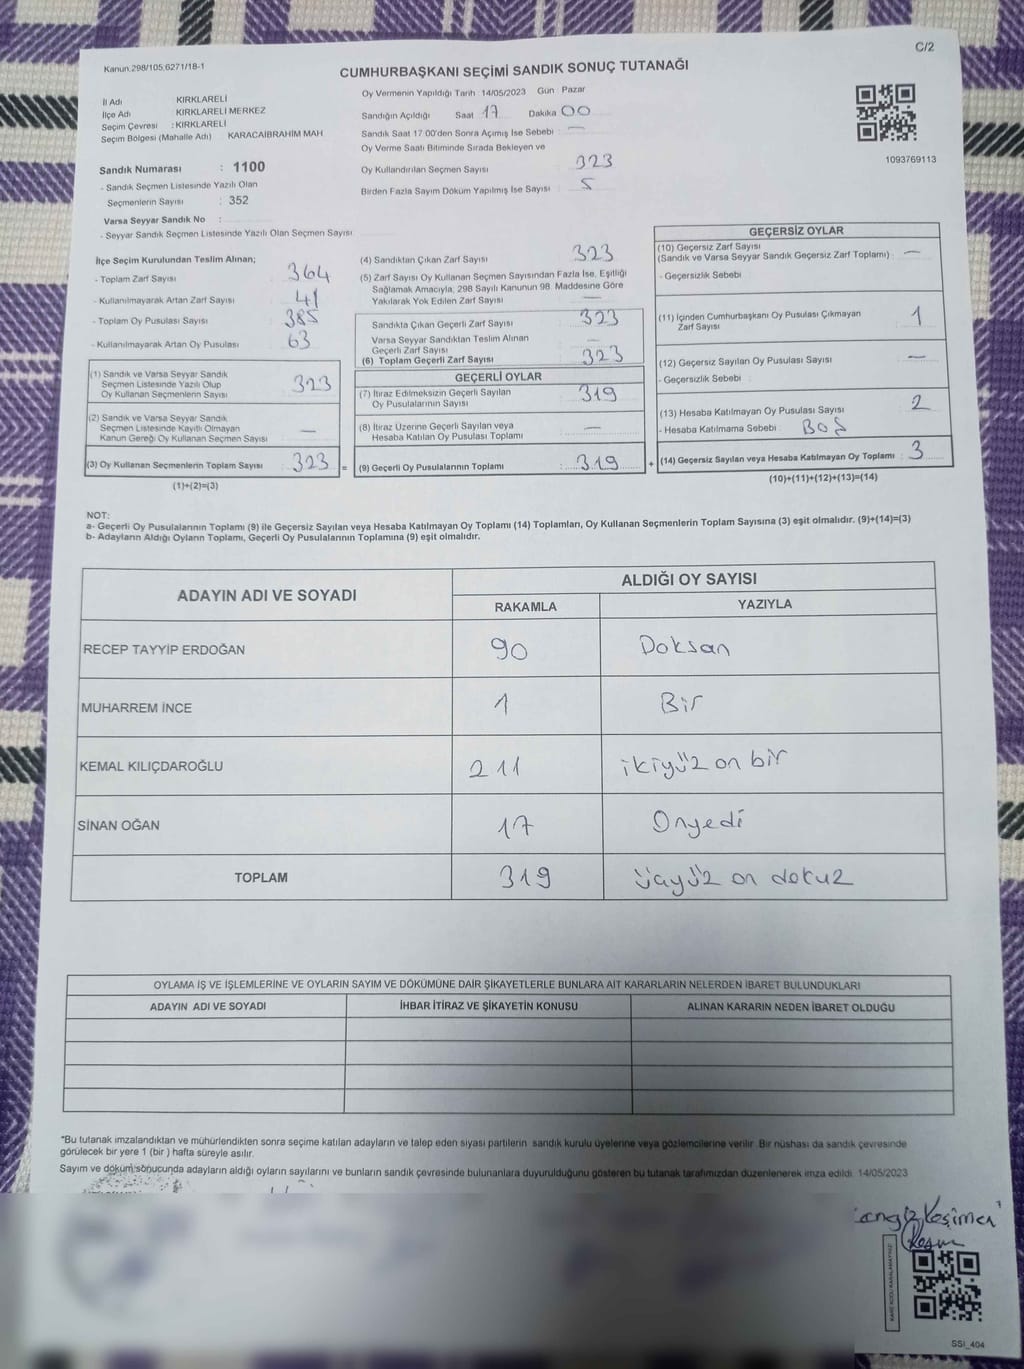 C/2
Kanun.298/105.6271/18-1
CUMHURBAŞKANI SEÇİMİ SANDIK SONUÇ TUTANAĞI
İl Adı KIRKLARELİ
İlçe Adı KIRKLARELİ MERKEZ
Seçim Çevresi : KIRKLARELİ
Seçim Bölgesi (Mahalle Adı) KARACAİBRAHİM MAH
Sandık Numarası : 1100
- Sandık Seçmen Listesinde Yazılı Olan
Seçmenlerin Sayısı : 352
Varsa Seyyar Sandık No :
- Seyyar Sandık Seçmen Listesinde Yazılı Olan Seçmen Sayısı
Oy Vermenin Yapıldığı Tarih : 14/05/2023 Gün Pazar
Sandığın Açıldığı Saat 17 Dakika 00
Sandık Saat 17:00'den Sonra Açımış İse Sebebi : —
Oy Verme Saati Bitiminde Sırada Bekleyen ve
Oy Kullandırılan Seçmen Sayısı 323
Birden Fazla Sayım Döküm Yapılmış İse Sayısı : 5
1093769113
İlçe Seçim Kurulundan Teslim Alınan;
- Toplam Zarf Sayısı 364
- Kullanılmayarak Artan Zarf Sayısı 41
- Toplam Oy Pusulası Sayısı 385
- Kullanılmayarak Artan Oy Pusulası 63
(1) Sandık ve Varsa Seyyar Sandık
Seçmen Listesinde Yazılı Olup
Oy Kullanan Seçmenlerin Sayısı 323
(2) Sandık ve Varsa Seyyar Sandık
Seçmen Listesinde Kayıtlı Olmayan
Kanun Gereği Oy Kullanan Seçmen Sayısı —
(3) Oy Kullanan Seçmenlerin Toplam Sayısı 323 =
(1)+(2)=(3)
(4) Sandıktan Çıkan Zarf Sayısı 323
(5) Zarf Sayısı Oy Kullanan Seçmen Sayısından Fazla İse, Eşitliği
Sağlamak Amacıyla; 298 Sayılı Kanunun 98. Maddesine Göre
Yakılarak Yok Edilen Zarf Sayısı —
Sandıkta Çıkan Geçerli Zarf Sayısı 323
Varsa Seyyar Sandıktan Teslim Alınan
Geçerli Zarf Sayısı —
(6) Toplam Geçerli Zarf Sayısı 323
GEÇERLİ OYLAR
(7) İtiraz Edilmeksizin Geçerli Sayılan
Oy Pusulalarının Sayısı 319
(8) İtiraz Üzerine Geçerli Sayılan veya
Hesaba Katılan Oy Pusulası Toplamı —
(9) Geçerli Oy Pusulalarının Toplamı : 319 +
GEÇERSİZ OYLAR
(10) Geçersiz Zarf Sayısı
(Sandık ve Varsa Seyyar Sandık Geçersiz Zarf Toplamı) : —
- Geçersizlik Sebebi
(11) İçinden Cumhurbaşkanı Oy Pusulası Çıkmayan
Zarf Sayısı 1
(12) Geçersiz Sayılan Oy Pusulası Sayısı —
- Geçersizlik Sebebi :
(13) Hesaba Katılmayan Oy Pusulası Sayısı 2
- Hesaba Katılmama Sebebi : BOŞ
(14) Geçersiz Sayılan veya Hesaba Katılmayan Oy Toplamı : 3
(10)+(11)+(12)+(13)=(14)
NOT:
a- Geçerli Oy Pusulalarının Toplamı (9) ile Geçersiz Sayılan veya Hesaba Katılmayan Oy Toplamı (14) Toplamları, Oy Kullanan Seçmenlerin Toplam Sayısına (3) eşit olmalıdır. (9)+(14)=(3)
b- Adayların Aldığı Oyların Toplamı, Geçerli Oy Pusulalarının Toplamına (9) eşit olmalıdır.
ADAYIN ADI VE SOYADI ALDIĞI OY SAYISI
RAKAMLA YAZIYLA
RECEP TAYYİP ERDOĞAN 90 Doksan
MUHARREM İNCE 1 Bir
KEMAL KILIÇDAROĞLU 211 ikiyüz on bir
SİNAN OĞAN 17 Onyedi
TOPLAM 319 üçyüz on dokuz
OYLAMA İŞ VE İŞLEMLERİNE VE OYLARIN SAYIM VE DÖKÜMÜNE DAİR ŞİKAYETLERLE BUNLARA AİT KARARLARIN NELERDEN İBARET BULUNDUKLARI
ADAYIN ADI VE SOYADI İHBAR İTİRAZ VE ŞİKAYETİN KONUSU ALINAN KARARIN NEDEN İBARET OLDUĞU
*Bu tutanak imzalandıktan ve mühürlendikten sonra seçime katılan adayların ve talep eden siyasi partilerin sandık kurulu üyelerine veya gözlemcilerine verilir. Bir nüshası da sandık çevresinde
görülecek bir yere 1 (bir) hafta süreyle asılır.
Sayım ve döküm sonucunda adayların aldığı oyların sayılarını ve bunların sandık çevresinde bulunanlara duyurulduğunu gösteren bu tutanak tarafımızdan düzenlenerek imza edildi. 14/05/2023
SSI_404